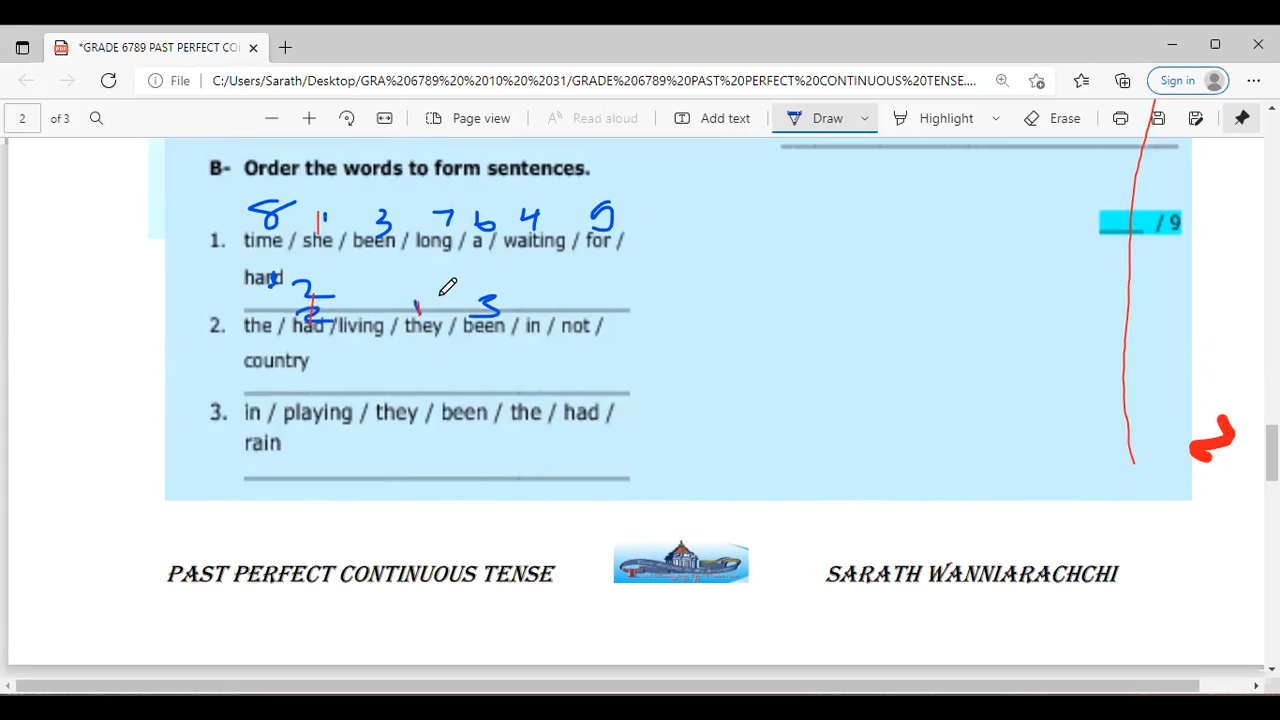 *GRADE 6789 PAST PERFECT CO
File C:/Users/Sarath/Desktop/GRA%206789%20%2010%20%2031/GRADE%206789%20PAST%20PERFECT%20CONTINUOUS%20TENSE.... Sign in
2 of 3 Page view Read aloud Add text Draw Highlight Erase
B- Order the words to form sentences.
8 1 3 7 6 4
1. time / she / been / long / a / waiting / for /
had
2
2 1 3
2. the / had /living / they / been / in / not /
country
3. in / playing / they / been / the / had /
rain
/ 9
PAST PERFECT CONTINUOUS TENSE
SARATH WANNIARACHCHI